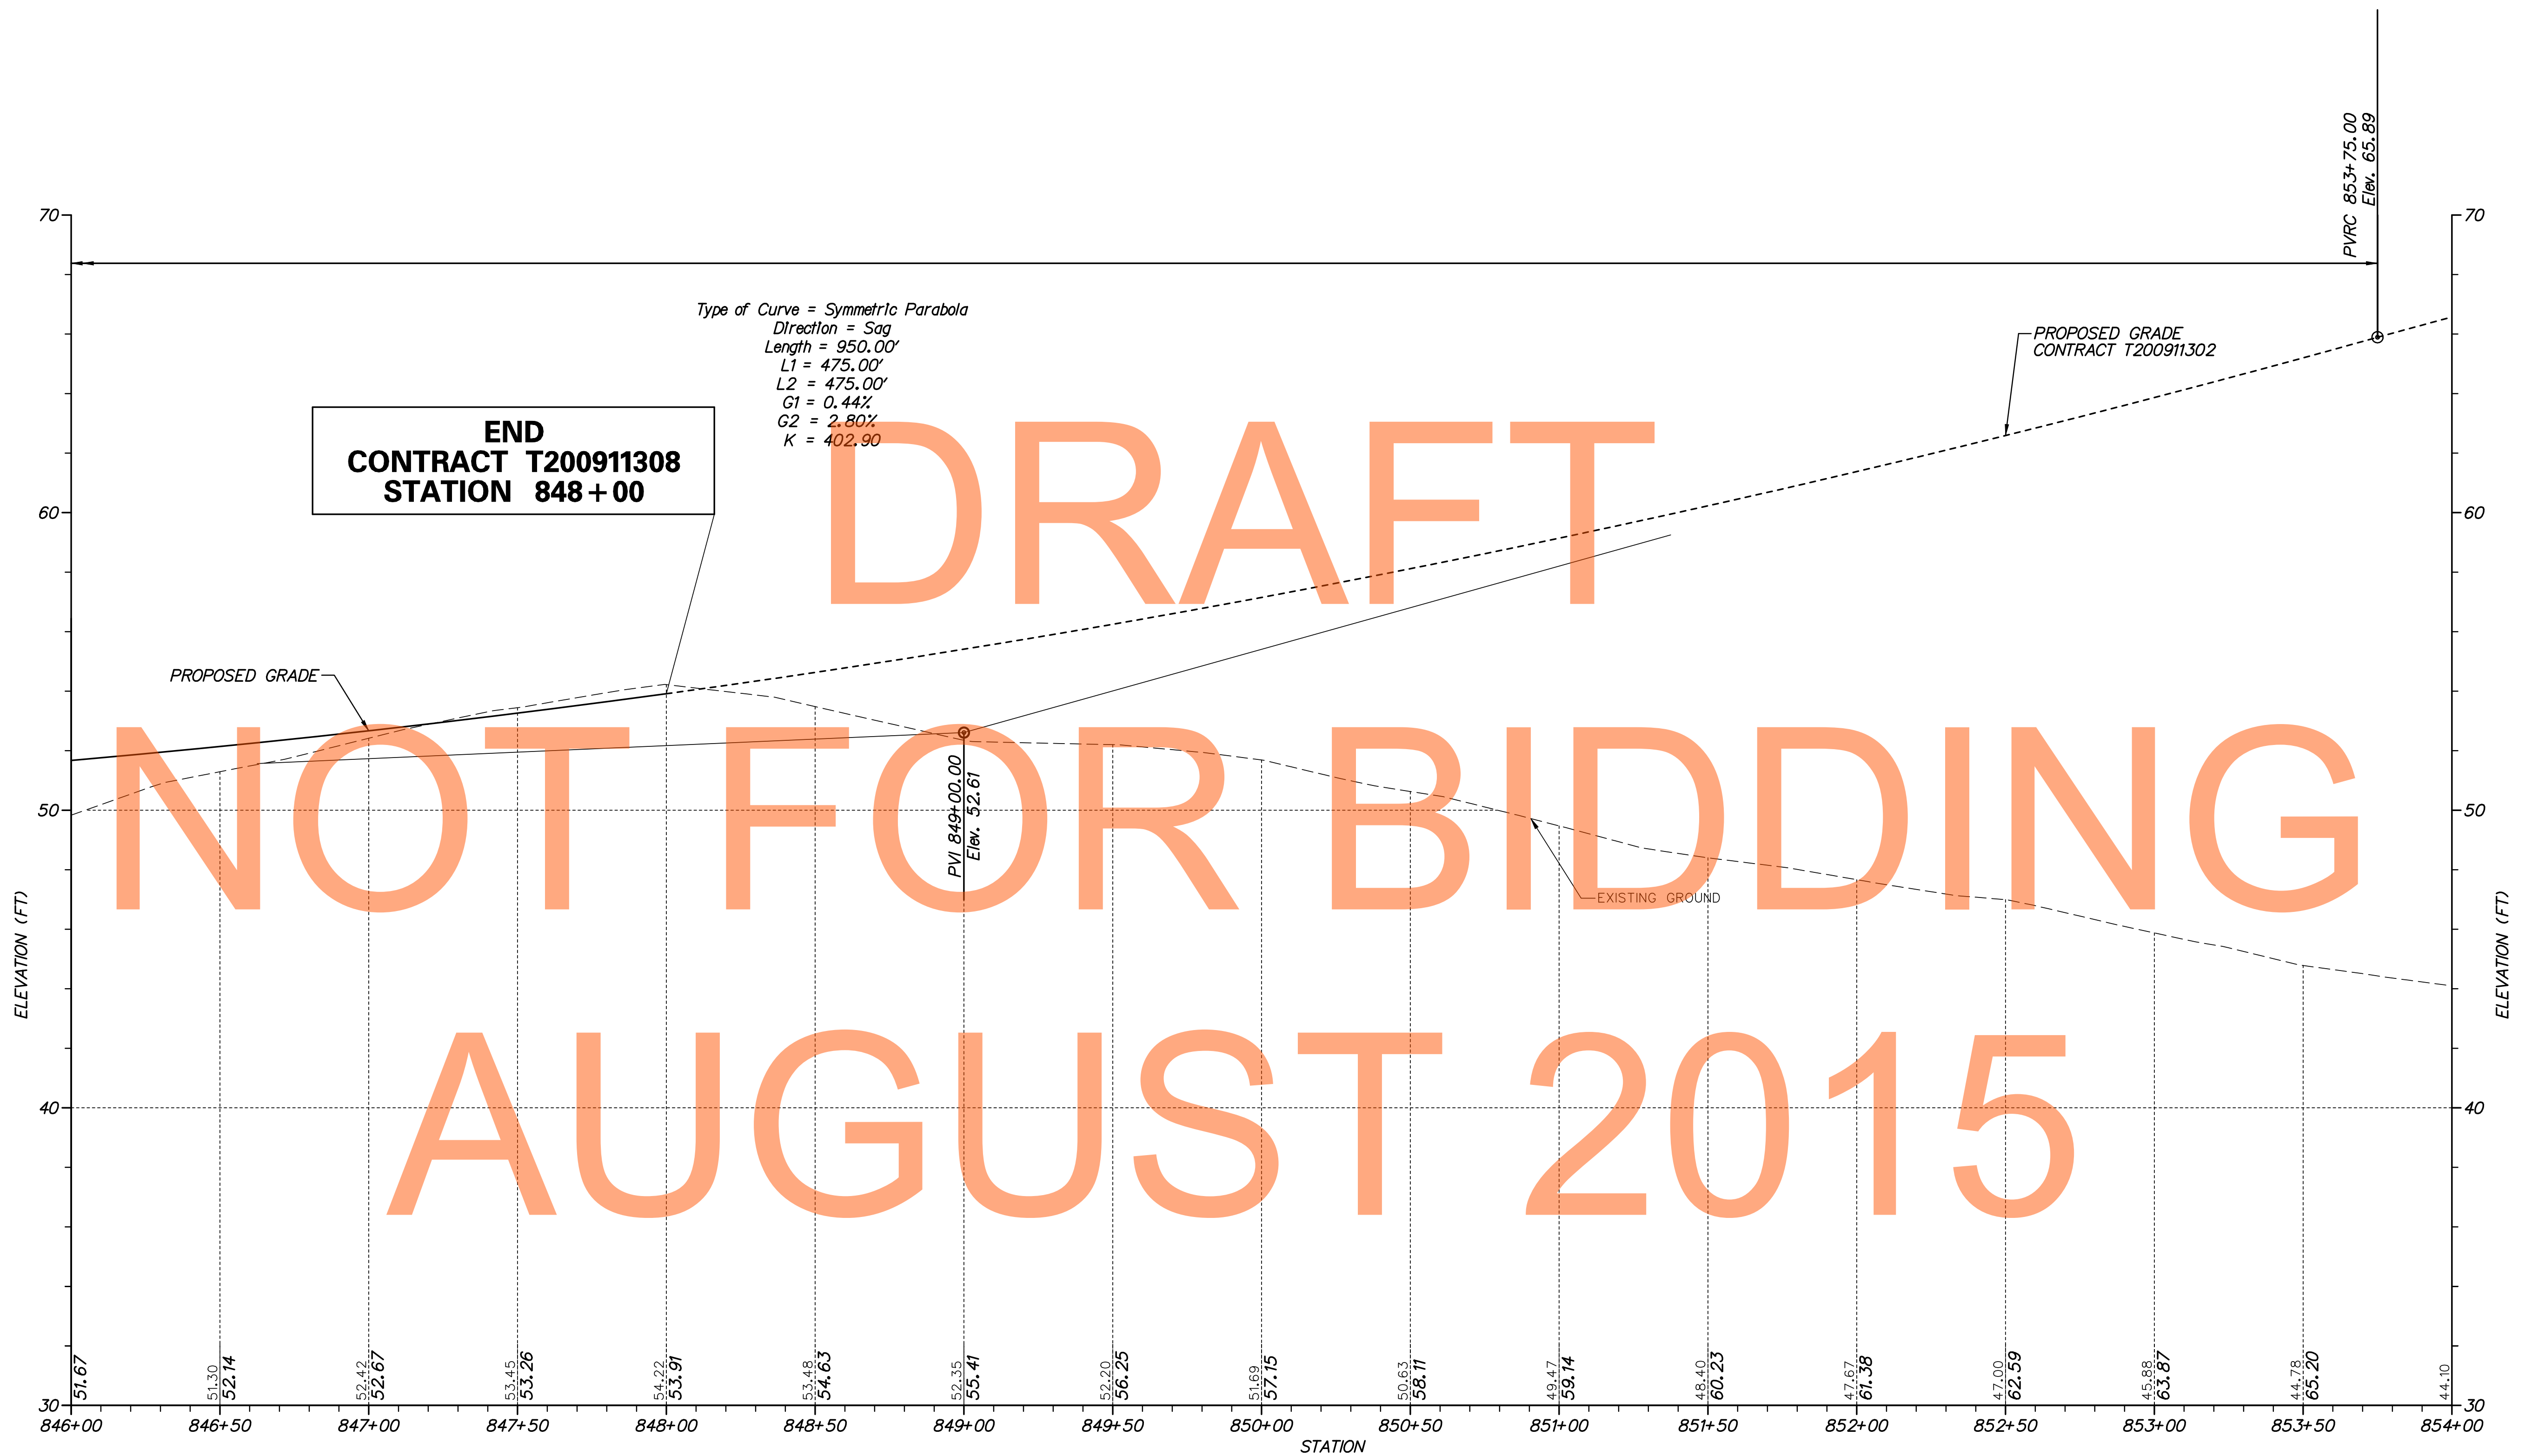 PVRC 853+75.00
Elev. 65.89
70
70
Type of Curve = Symmetric Parabola
Direction = Sag
Length = 950.00'
L1 = 475.00'
L2 = 475.00'
G1 = 0.44%
G2 = 2.80%
K = 402.90
PROPOSED GRADE
CONTRACT T200911302
END
CONTRACT T200911308
STATION 848+00
DRAFT
60
60
PROPOSED GRADE
NOT FOR BIDDING
PVI 849+00.00
Elev. 52.61
50
50
EXISTING GROUND
ELEVATION (FT)
ELEVATION (FT)
AUGUST 2015
40
40
51.67
51.30
52.14
52.42
52.67
53.45
53.26
54.22
53.91
53.48
54.63
52.35
55.41
52.20
56.25
51.69
57.15
50.63
58.11
49.47
59.14
48.40
60.23
47.67
61.38
47.00
62.59
45.88
63.87
44.78
65.20
44.10
30
30
846+00 846+50 847+00 847+50 848+00 848+50 849+00 849+50 850+00 850+50 851+00 851+50 852+00 852+50 853+00 853+50 854+00
STATION